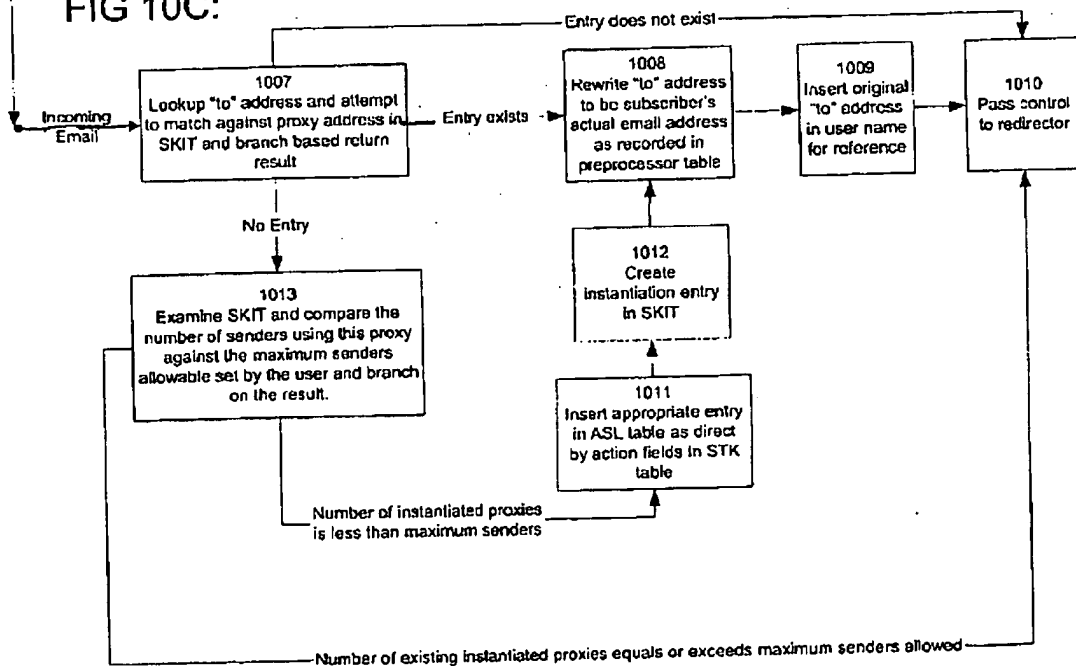 FIG 10C:
Entry does not exist
Incoming
Email
1007
Lookup "to" address and attempt
to match against proxy address in
SKIT and branch based return
result
Entry exists
1008
Rewrite "to" address
to be subscriber's
actual email address
as recorded in
preprocessor table
1009
Insert original
"to" address
in user name
for reference
1010
Pass control
to redirector
No Entry
1013
Examine SKIT and compare the
number of senders using this proxy
against the maximum senders
allowable set by the user and branch
on the result.
1012
Create
instantiation entry
in SKIT
1011
Insert appropriate entry
in ASL table as direct
by action fields in STK
table
Number of instantiated proxies
is less than maximum senders
Number of existing instantiated proxies equals or exceeds maximum senders allowed